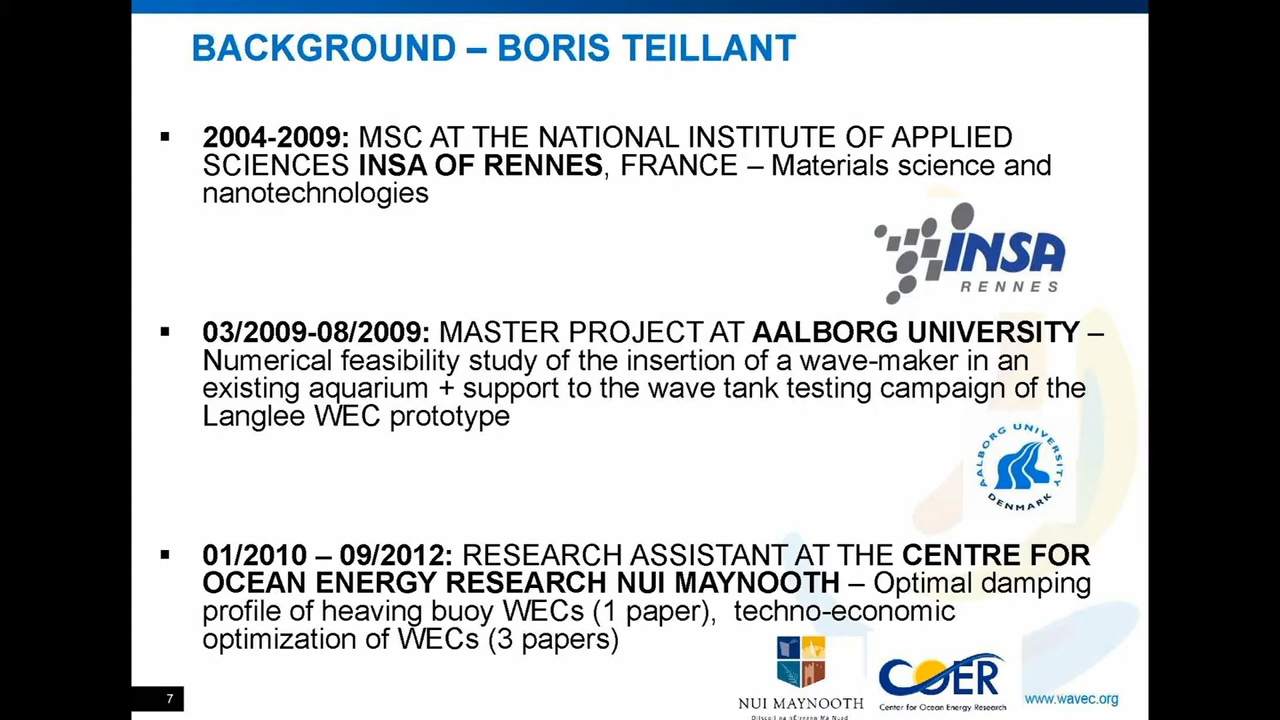 BACKGROUND – BORIS TEILLANT
▪ 2004-2009: MSC AT THE NATIONAL INSTITUTE OF APPLIED
SCIENCES INSA OF RENNES, FRANCE – Materials science and
nanotechnologies
INSA
RENNES
▪ 03/2009-08/2009: MASTER PROJECT AT AALBORG UNIVERSITY –
Numerical feasibility study of the insertion of a wave-maker in an
existing aquarium + support to the wave tank testing campaign of the
Langlee WEC prototype
AALBORG UNIVERSITY
DENMARK
▪ 01/2010 – 09/2012: RESEARCH ASSISTANT AT THE CENTRE FOR
OCEAN ENERGY RESEARCH NUI MAYNOOTH – Optimal damping
profile of heaving buoy WECs (1 paper), techno-economic
optimization of WECs (3 papers)
NUI MAYNOOTH
COER
Center for Ocean Energy Research
www.wavec.org
7